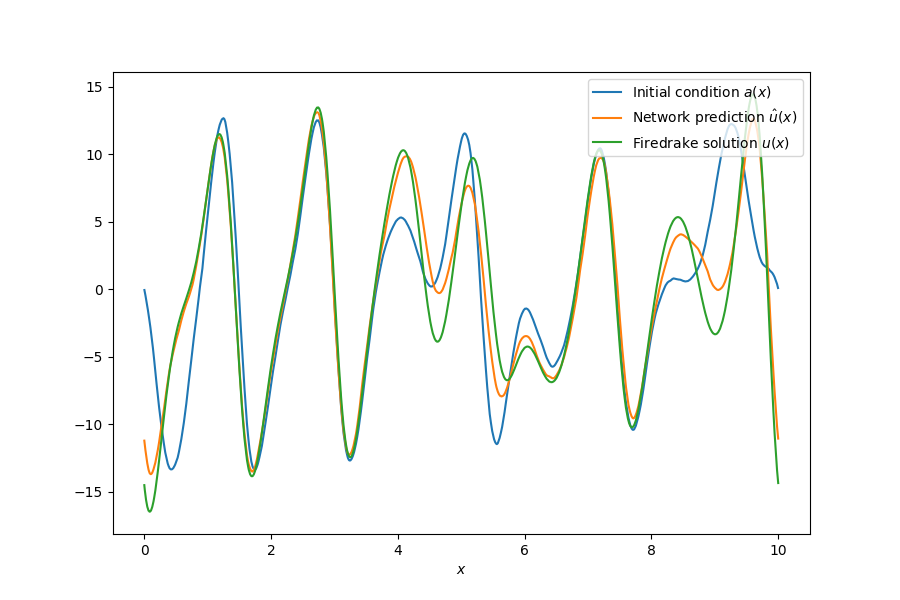 15
10
5
0
−5
−10
−15
Initial condition a(x)
Network prediction û(x)
Firedrake solution u(x)
0 2 4 6 8 10
x